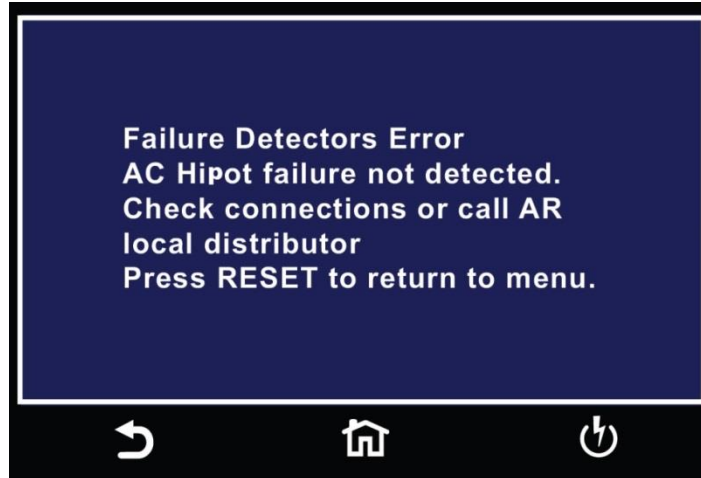 Failure Detectors Error
AC Hipot failure not detected.
Check connections or call AR
local distributor
Press RESET to return to menu.